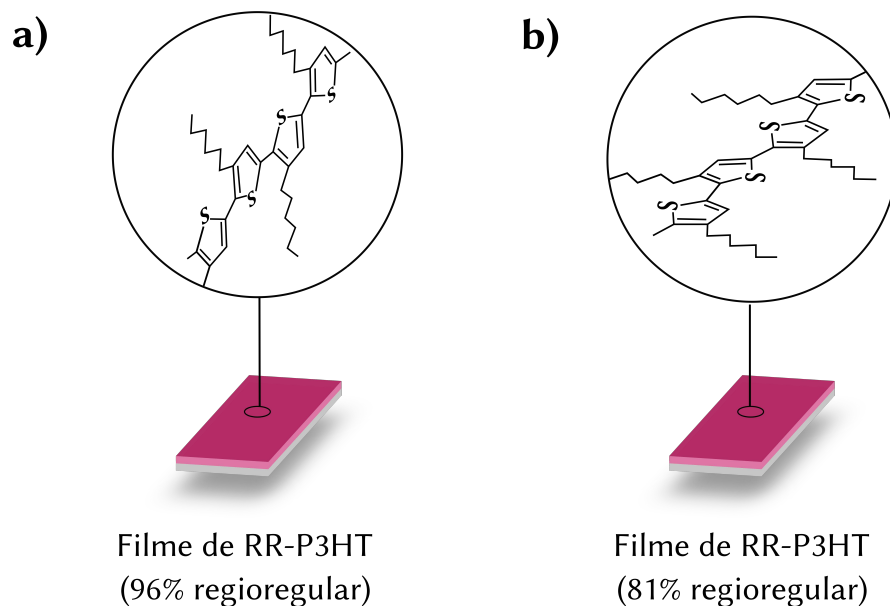 a)
S
S
S
S
Filme de RR-P3HT
(96% regioregular)
b)
S
S
S
S
Filme de RR-P3HT
(81% regioregular)